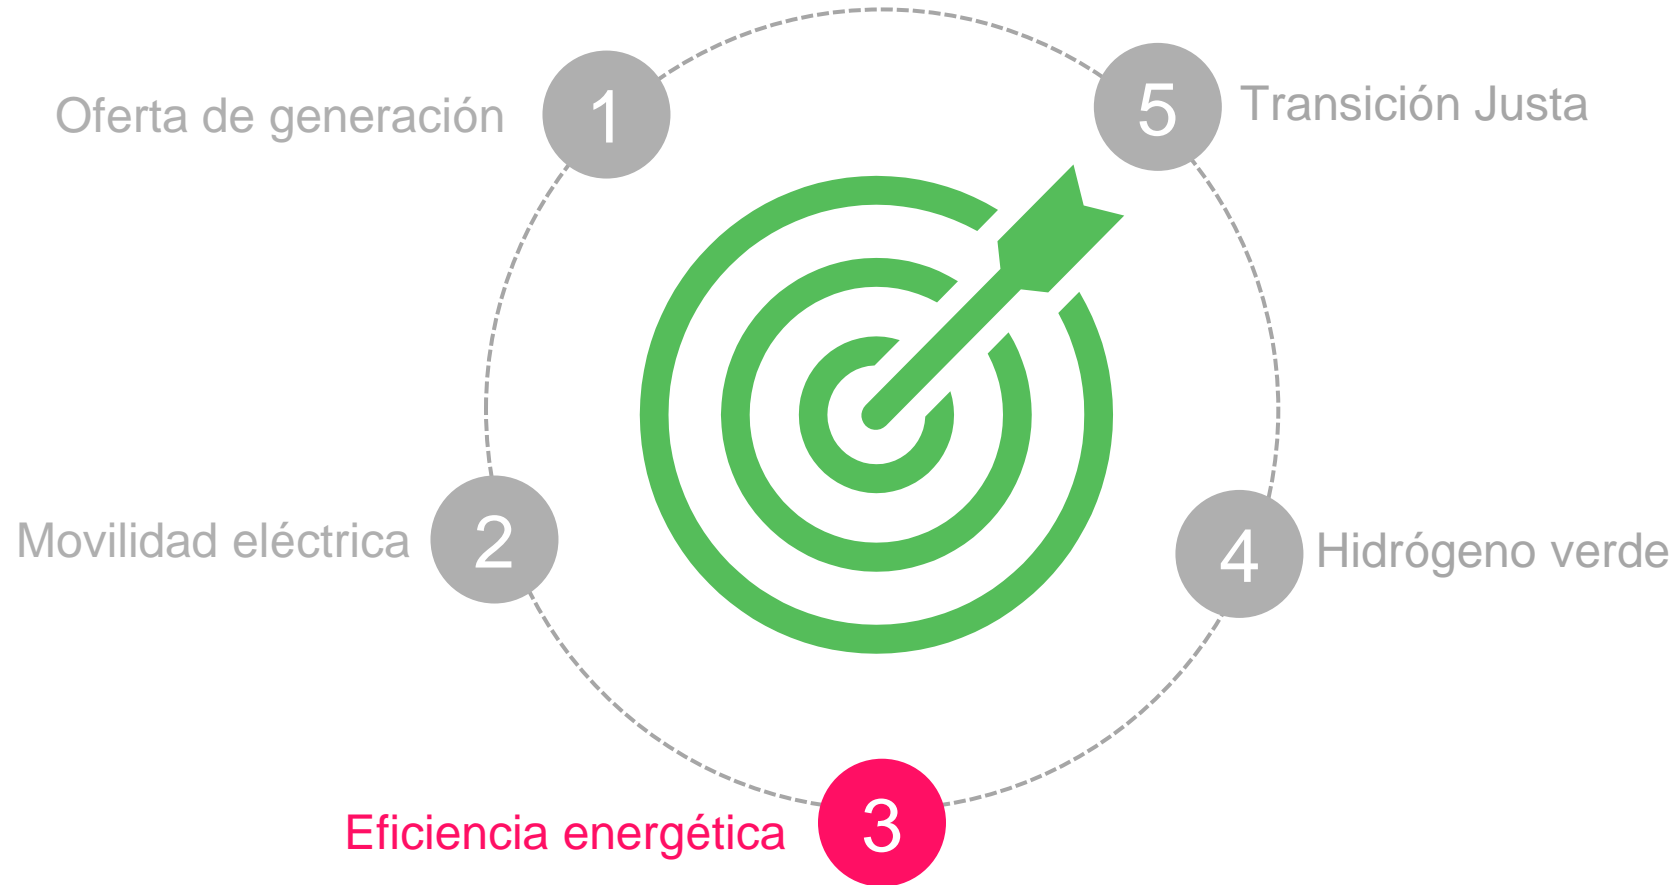 Oferta de generación 1
5 Transición Justa
Movilidad eléctrica 2
4 Hidrógeno verde
Eficiencia energética 3